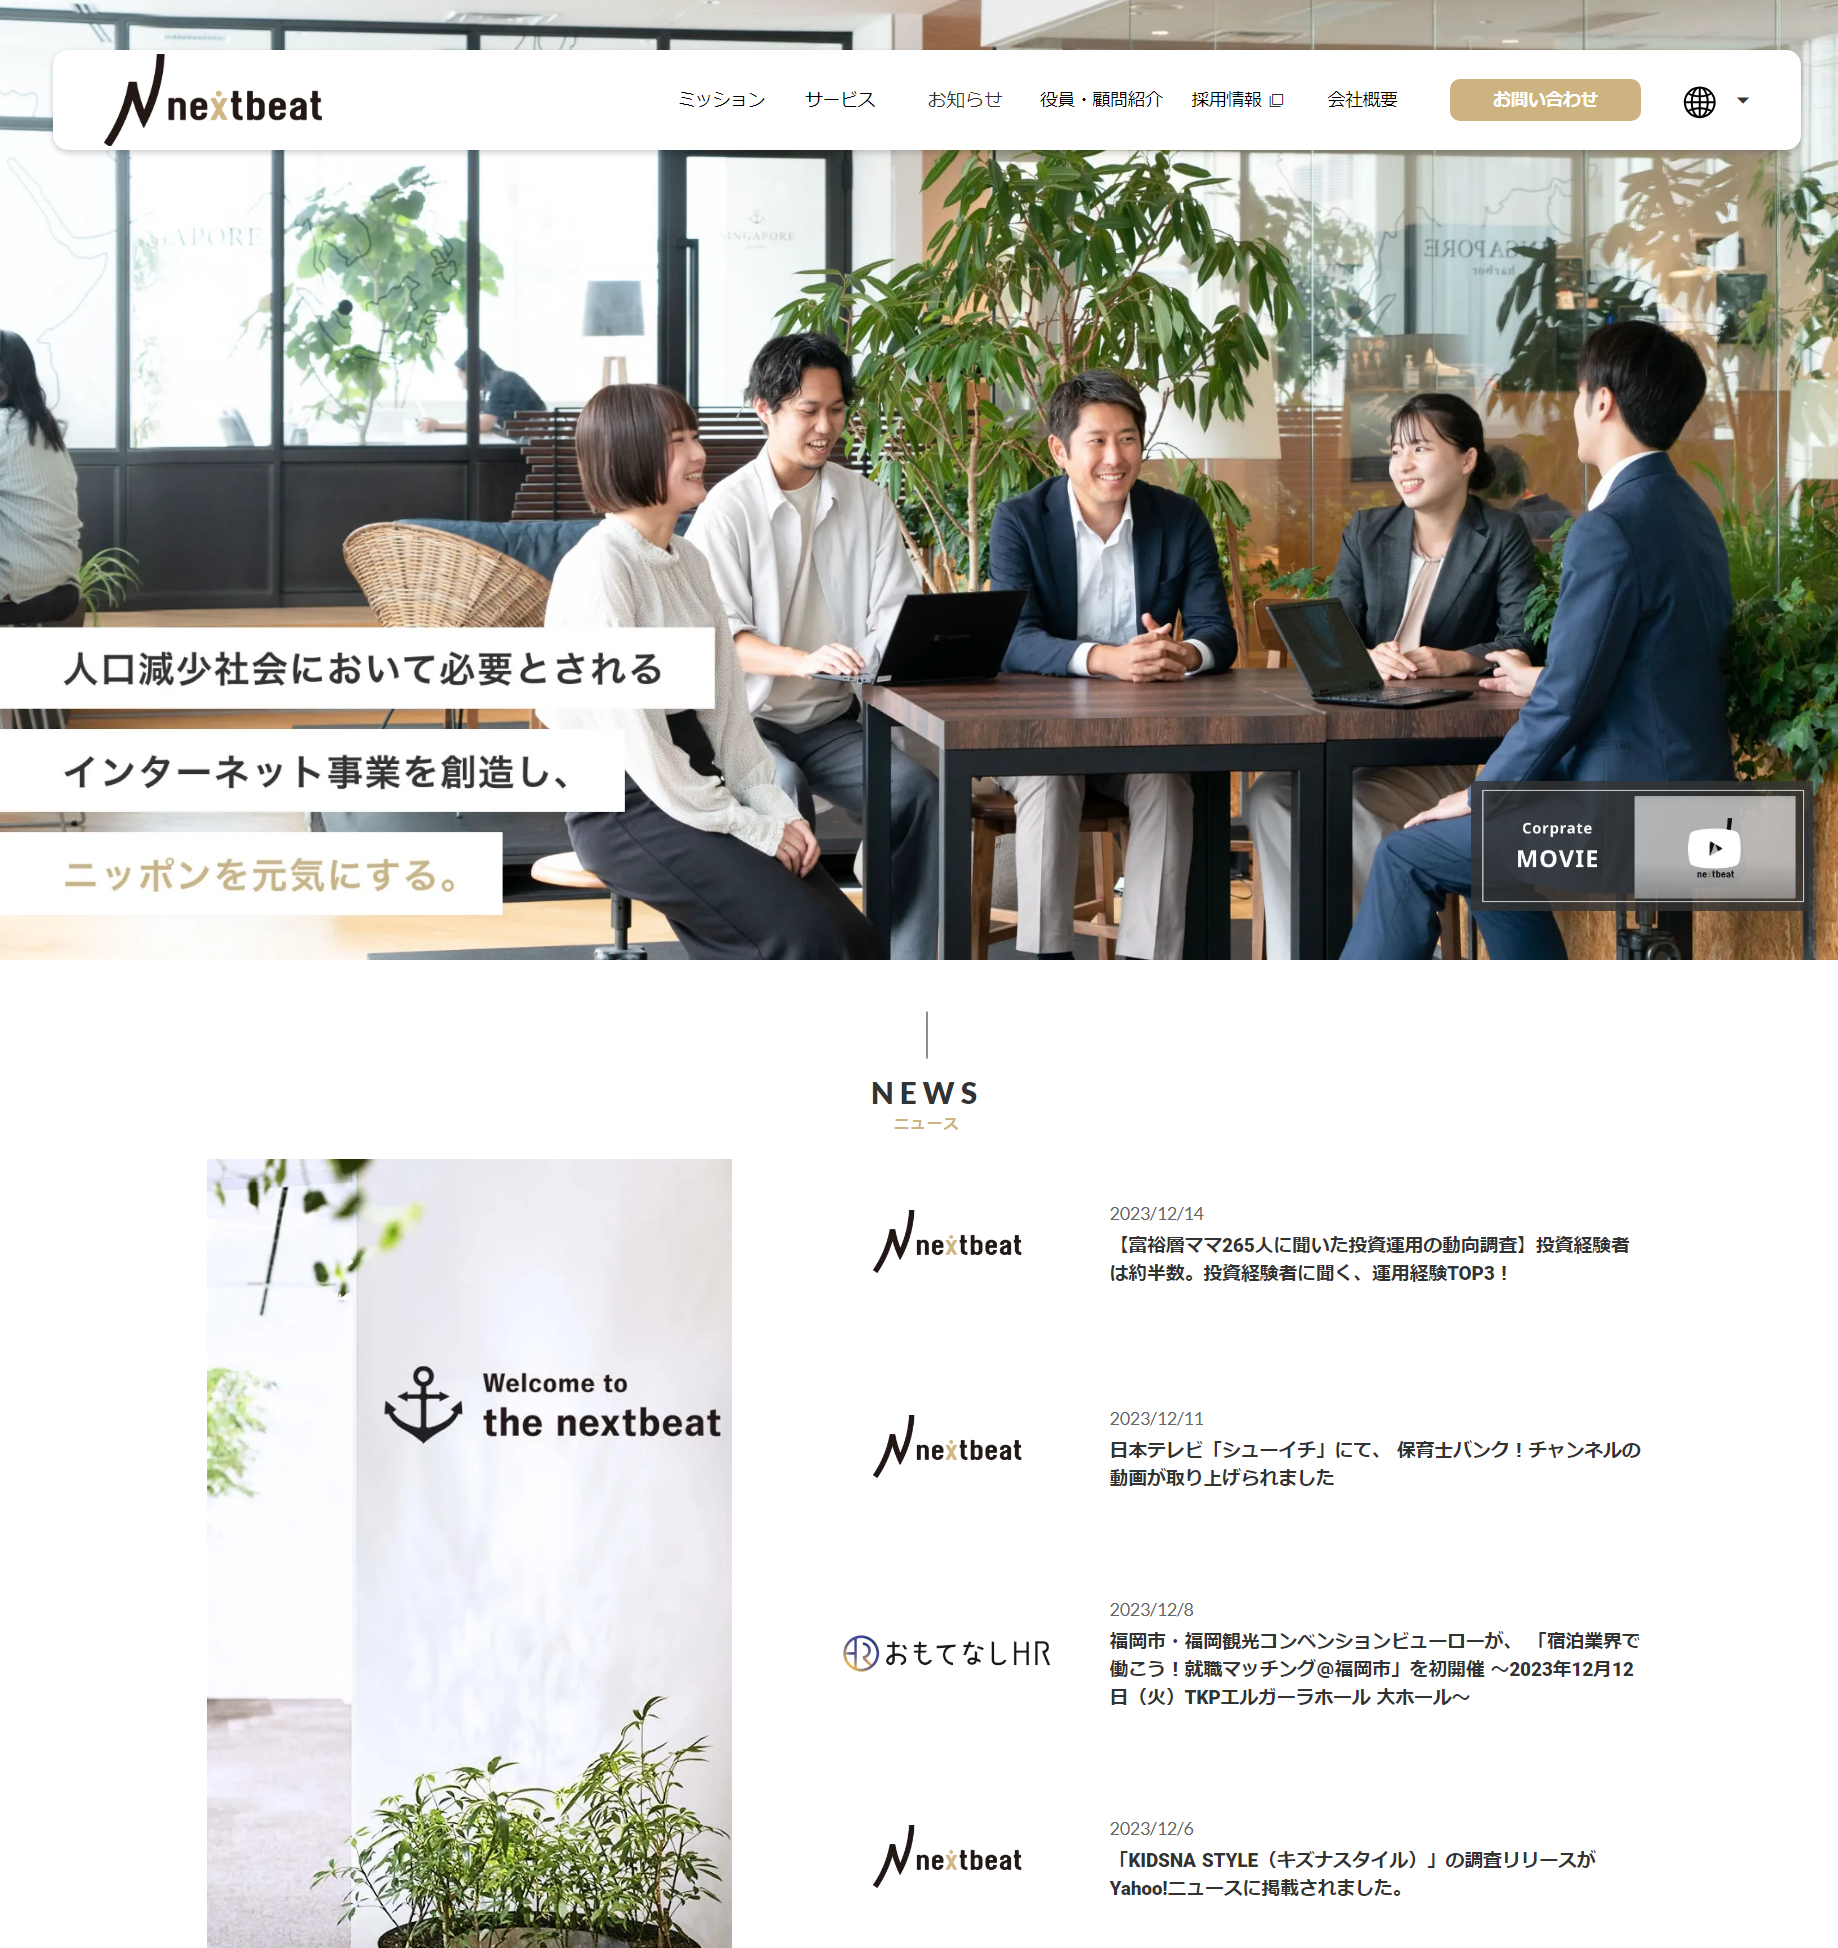 nextbeat
ミッション
サービス
お知らせ
役員・顧問紹介
採用情報
会社概要
お問い合わせ
SINGAPORE
SINGAPORE
harbor
人口減少社会において必要とされる
インターネット事業を創造し、
ニッポンを元気にする。
Corprate
MOVIE
nextbeat
NEWS
ニュース
Welcome to
the nextbeat
nextbeat
2023/12/14
【富裕層ママ265人に聞いた投資運用の動向調査】投資経験者
は約半数。投資経験者に聞く、運用経験TOP3！
nextbeat
2023/12/11
日本テレビ「シューイチ」にて、 保育士バンク！チャンネルの
動画が取り上げられました
おもてなしHR
2023/12/8
福岡市・福岡観光コンベンションビューローが、 「宿泊業界で
働こう！就職マッチング＠福岡市」を初開催 〜2023年12月12
日（火）TKPエルガーラホール 大ホール〜
nextbeat
2023/12/6
「KIDSNA STYLE（キズナスタイル）」の調査リリースが
Yahoo!ニュースに掲載されました。